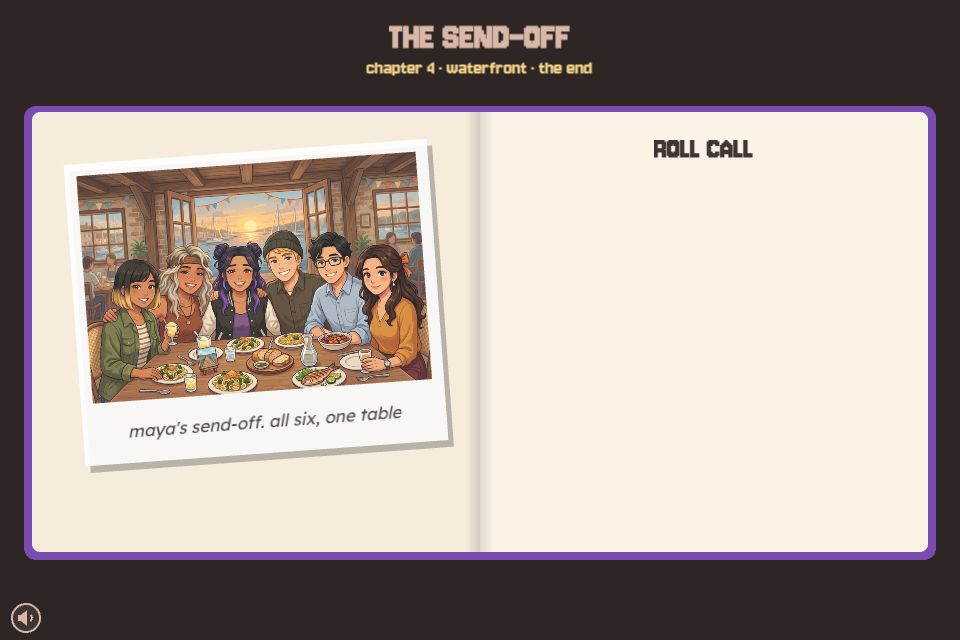 THE SEND-OFF
chapter 4 · waterfront · the end
maya's send-off. all six, one table
ROLL CALL